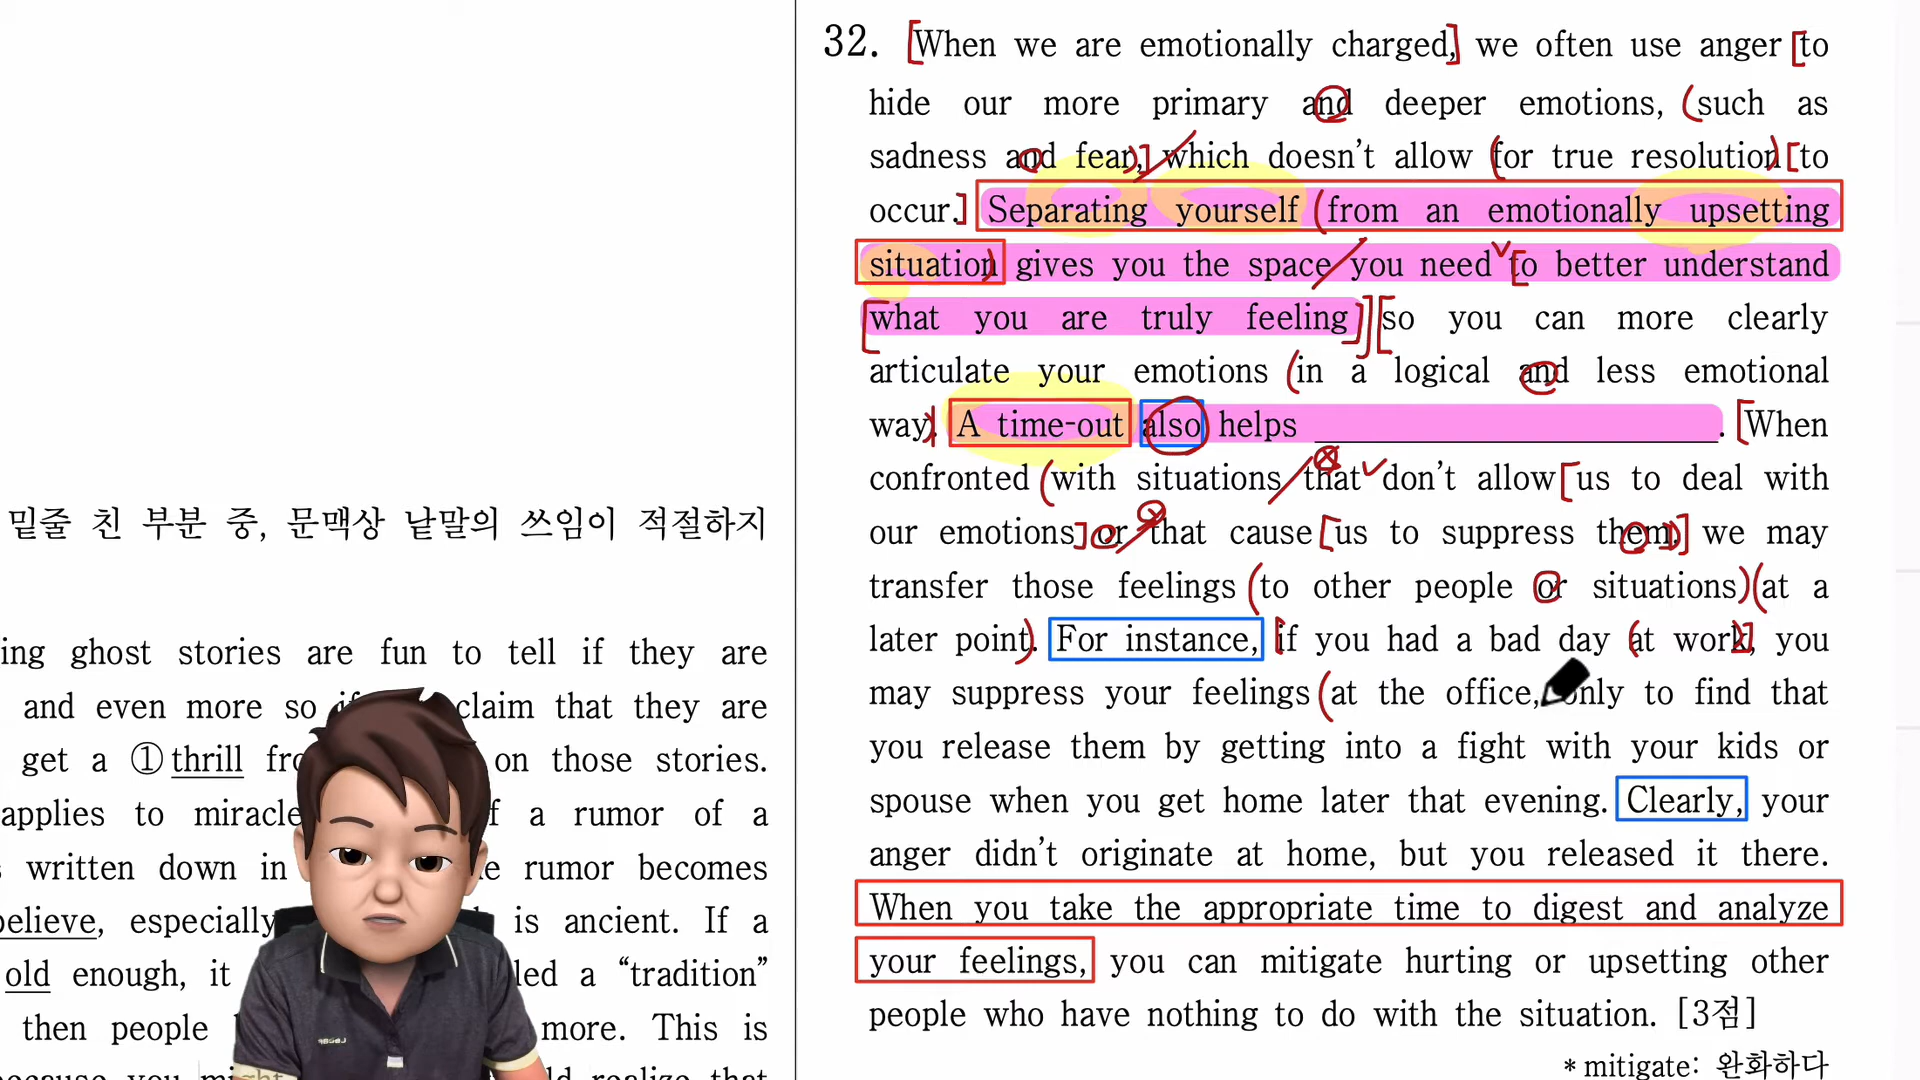 밑줄 친 부분 중, 문맥상 낱말의 쓰임이 적절하지
ing ghost stories are fun to tell if they are
and even more so if claim that they are
get a ① thrill on those stories.
applies to miracle f a rumor of a
written down in rumor becomes
believe, especially is ancient. If a
old enough, it led a “tradition”
then people more. This is
because you might realize that
32. When we are emotionally charged, we often use anger to
hide our more primary and deeper emotions, such as
sadness and fear, which doesn’t allow for true resolution to
occur. Separating yourself from an emotionally upsetting
situation gives you the space you need to better understand
what you are truly feeling so you can more clearly
articulate your emotions in a logical and less emotional
way. A time-out also helps ____________________. When
confronted with situations that don’t allow us to deal with
our emotions or that cause us to suppress them, we may
transfer those feelings to other people or situations at a
later point. For instance, if you had a bad day at work, you
may suppress your feelings at the office, only to find that
you release them by getting into a fight with your kids or
spouse when you get home later that evening. Clearly, your
anger didn’t originate at home, but you released it there.
When you take the appropriate time to digest and analyze
your feelings, you can mitigate hurting or upsetting other
people who have nothing to do with the situation. [3점]
* mitigate: 완화하다